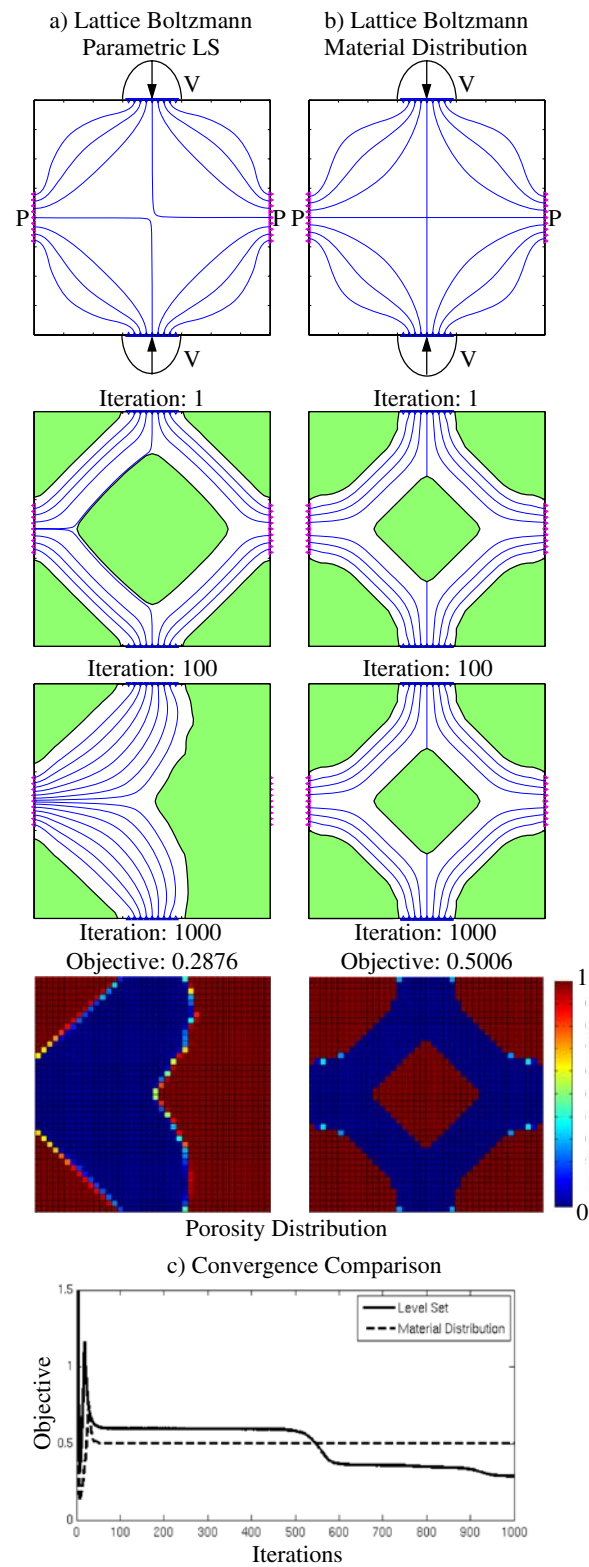 a) Lattice Boltzmann
Parametric LS
b) Lattice Boltzmann
Material Distribution
V
V
P
P
P
P
V
V
Iteration: 1
Iteration: 1
Iteration: 100
Iteration: 100
Iteration: 1000
Objective: 0.2876
Iteration: 1000
Objective: 0.5006
1
0
Porosity Distribution
c) Convergence Comparison
1.5
1
0.5
0
Objective
Level Set
Material Distribution
0 100 200 300 400 500 600 700 800 900 1000
Iterations